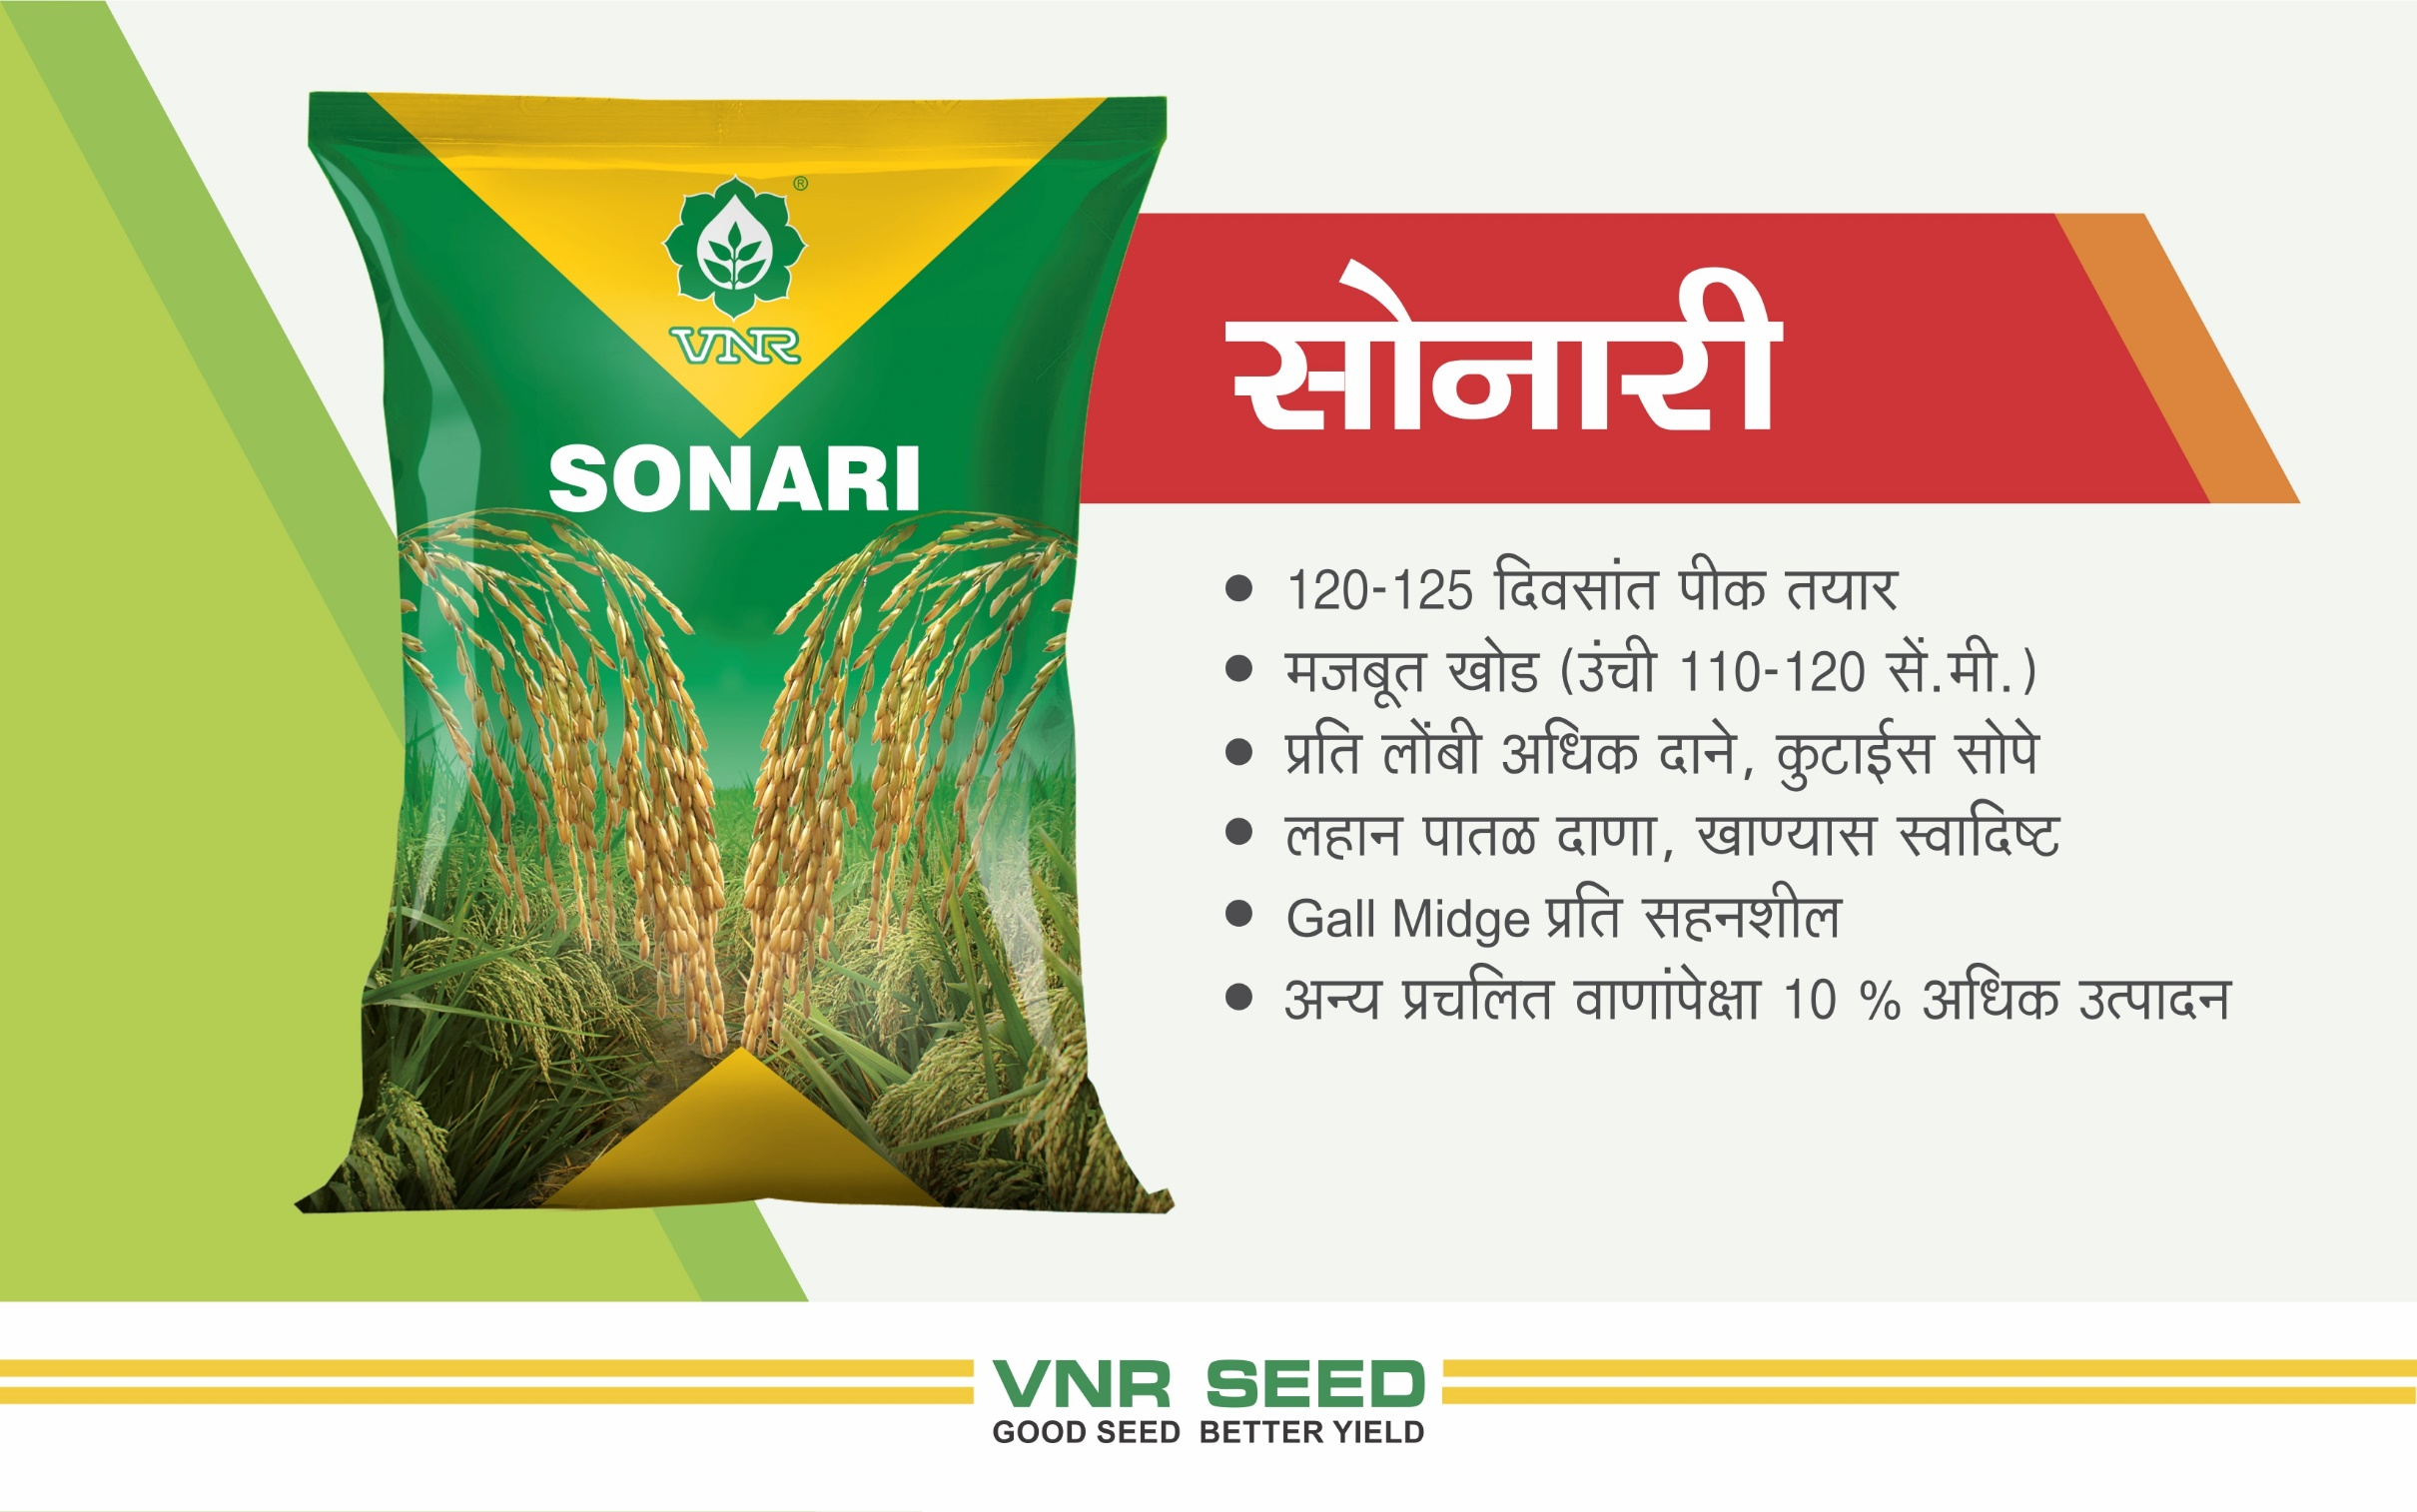 ®
VNR
SONARI
सोनारी
● 120-125 दिवसांत पीक तयार
● मजबूत खोड (उंची 110-120 सें.मी.)
● प्रति लोंबी अधिक दाने, कुटाईस सोपे
● लहान पातळ दाणा, खाण्यास स्वादिष्ट
● Gall Midge प्रति सहनशील
● अन्य प्रचलित वाणांपेक्षा 10 % अधिक उत्पादन
VNR SEED
GOOD SEED BETTER YIELD